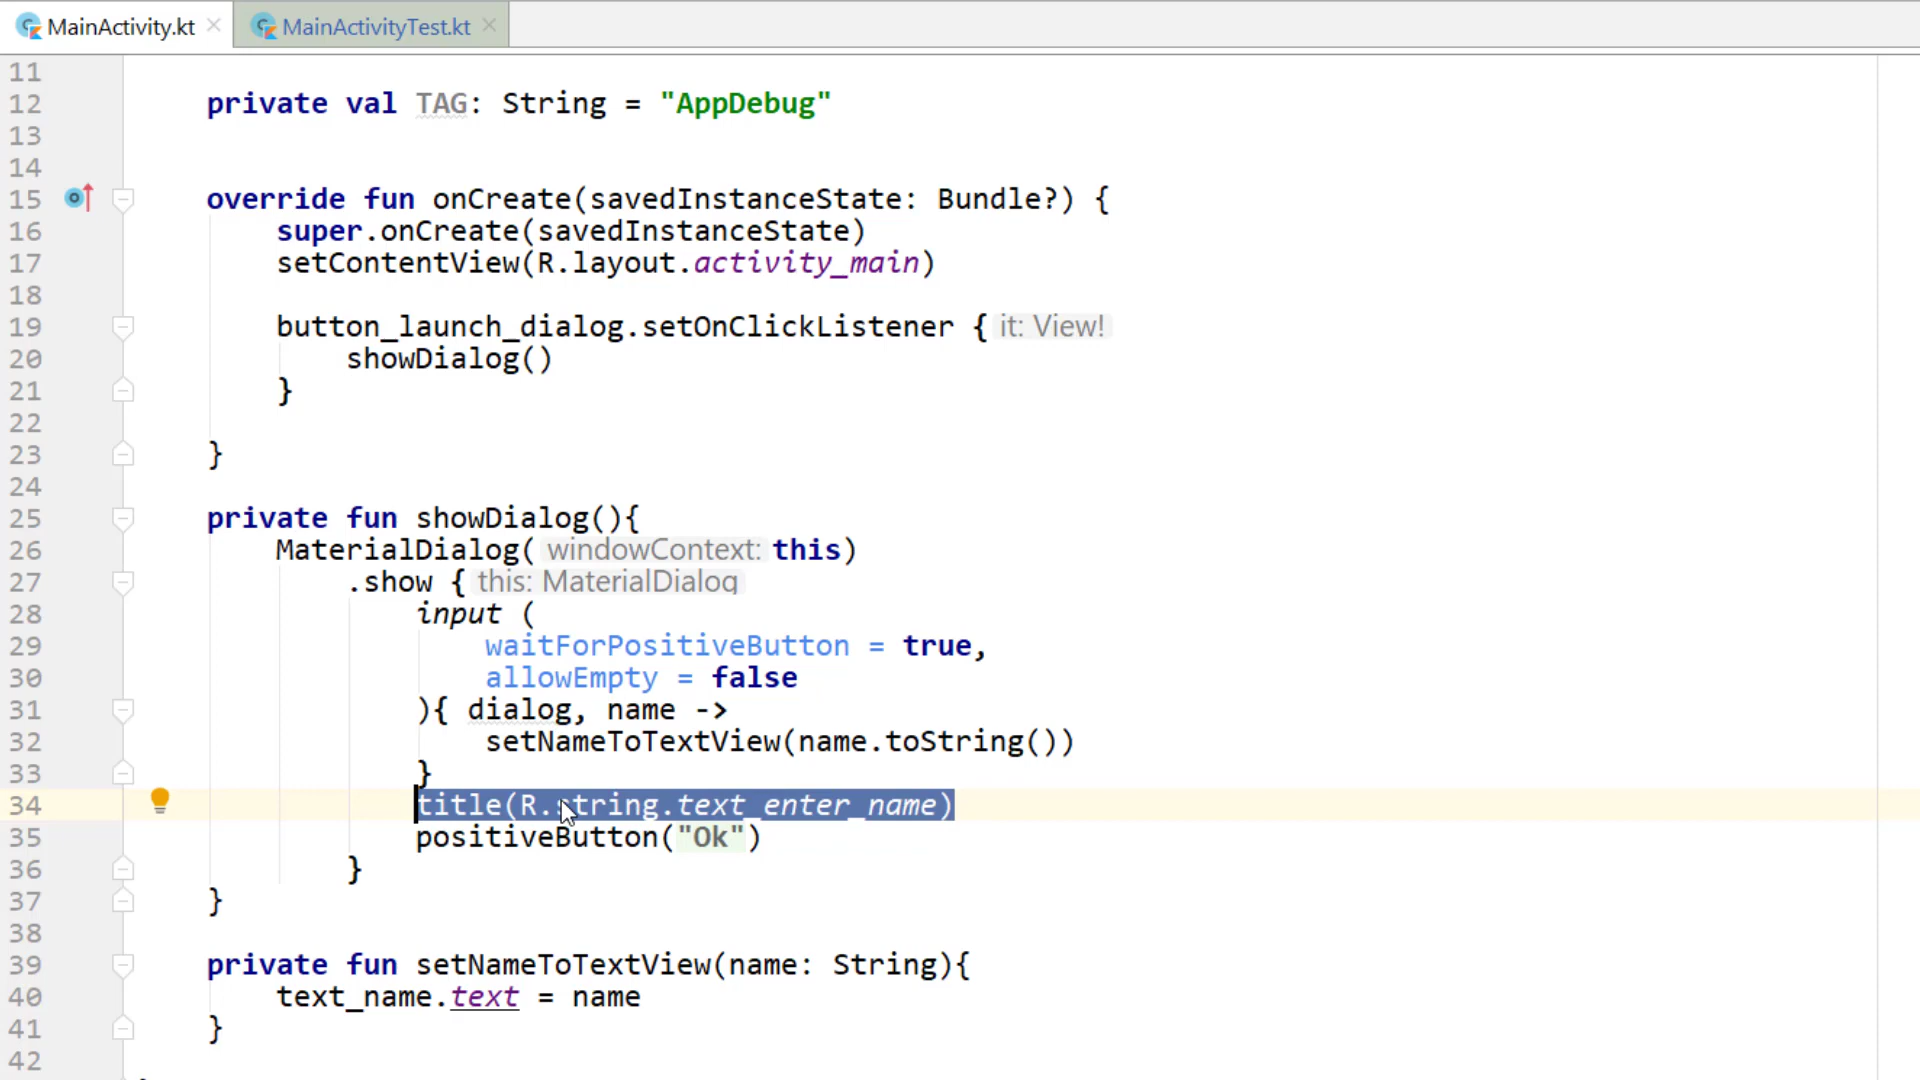 MainActivity.kt
MainActivityTest.kt
11
12 private val TAG: String = "AppDebug"
13
14
15 override fun onCreate(savedInstanceState: Bundle?) {
16 super.onCreate(savedInstanceState)
17 setContentView(R.layout.activity_main)
18
19 button_launch_dialog.setOnClickListener { it: View!
20 showDialog()
21 }
22
23 }
24
25 private fun showDialog(){
26 MaterialDialog( windowContext: this)
27 .show { this: MaterialDialog
28 input (
29 waitForPositiveButton = true,
30 allowEmpty = false
31 ){ dialog, name ->
32 setNameToTextView(name.toString())
33 }
34 title(R.string.text_enter_name)
35 positiveButton("Ok")
36 }
37 }
38
39 private fun setNameToTextView(name: String){
40 text_name.text = name
41 }
42